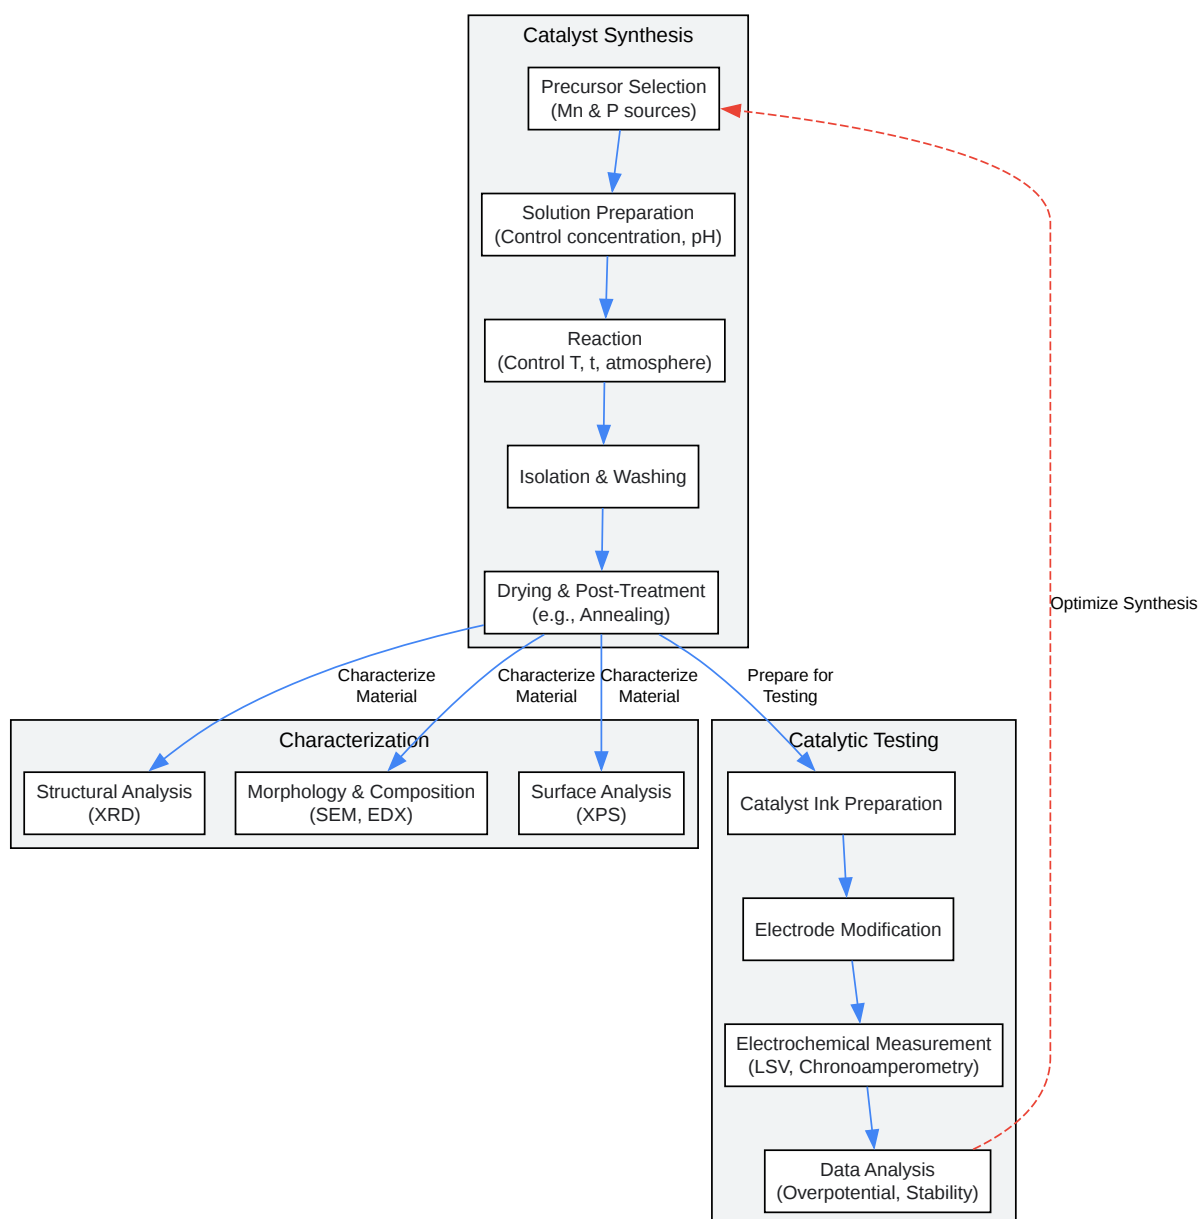 Catalyst Synthesis
Precursor Selection
(Mn & P sources)
Solution Preparation
(Control concentration, pH)
Reaction
(Control T, t, atmosphere)
Isolation & Washing
Drying & Post-Treatment
(e.g., Annealing)
Optimize Synthesis
Characterize
Material
Characterize
Material
Characterize
Material
Prepare for
Testing
Characterization
Structural Analysis
(XRD)
Morphology & Composition
(SEM, EDX)
Surface Analysis
(XPS)
Catalytic Testing
Catalyst Ink Preparation
Electrode Modification
Electrochemical Measurement
(LSV, Chronoamperometry)
Data Analysis
(Overpotential, Stability)